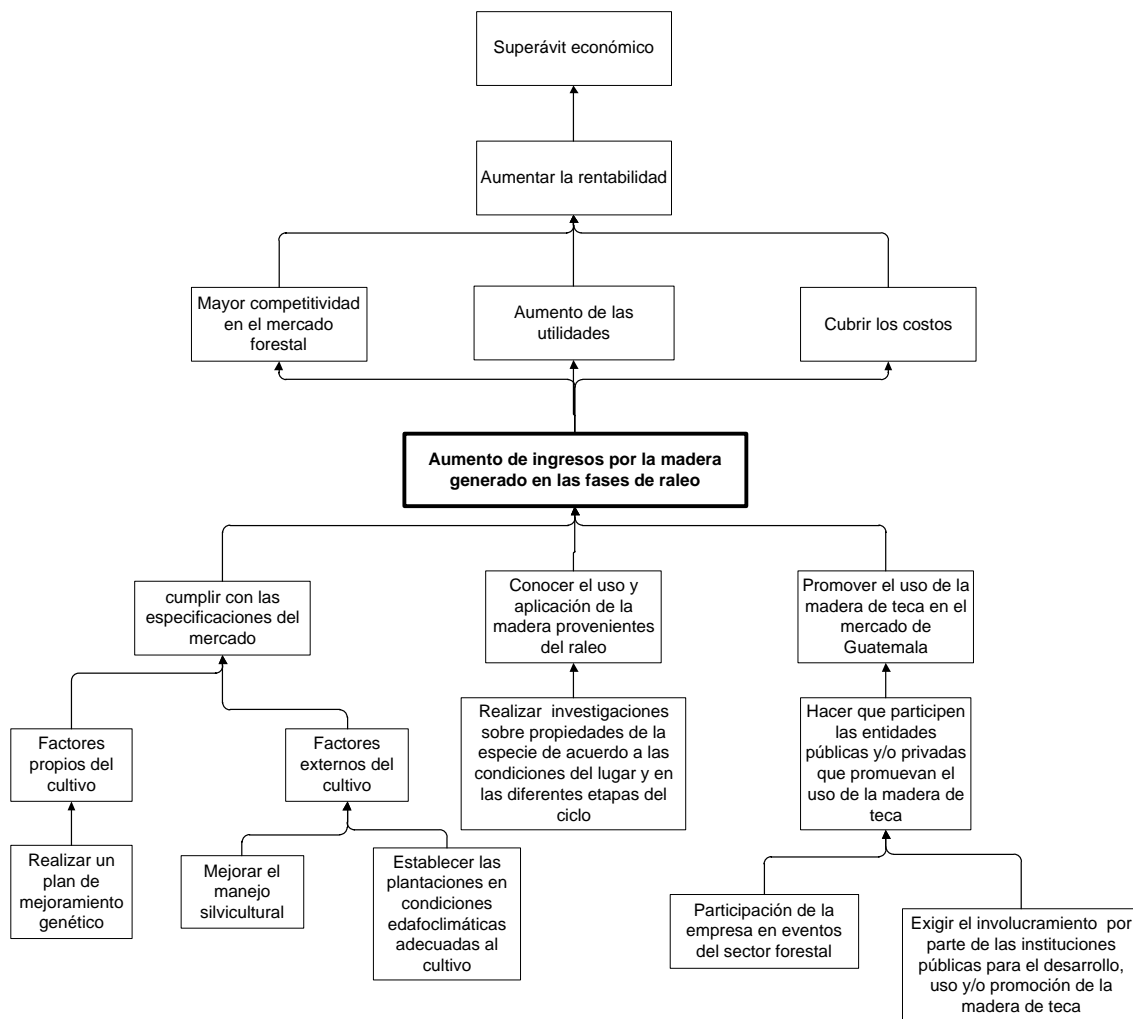 Superávit económico
Aumentar la rentabilidad
Mayor competitividad
en el mercado
forestal
Aumento de las
utilidades
Cubrir los costos
Aumento de ingresos por la madera
generado en las fases de raleo
cumplir con las
especificaciones del
mercado
Conocer el uso y
aplicación de la
madera provenientes
del raleo
Promover el uso de la
madera de teca en el
mercado de
Guatemala
Factores
propios del
cultivo
Factores
externos del
cultivo
Realizar investigaciones
sobre propiedades de la
especie de acuerdo a las
condiciones del lugar y en
las diferentes etapas del
ciclo
Hacer que participen
las entidades
públicas y/o privadas
que promuevan el
uso de la madera de
teca
Realizar un
plan de
mejoramiento
genético
Mejorar el
manejo
silvicultural
Establecer las
plantaciones en
condiciones
edafoclimáticas
adecuadas al
cultivo
Participación de la
empresa en eventos
del sector forestal
Exigir el involucramiento por
parte de las instituciones
públicas para el desarrollo,
uso y/o promoción de la
madera de teca